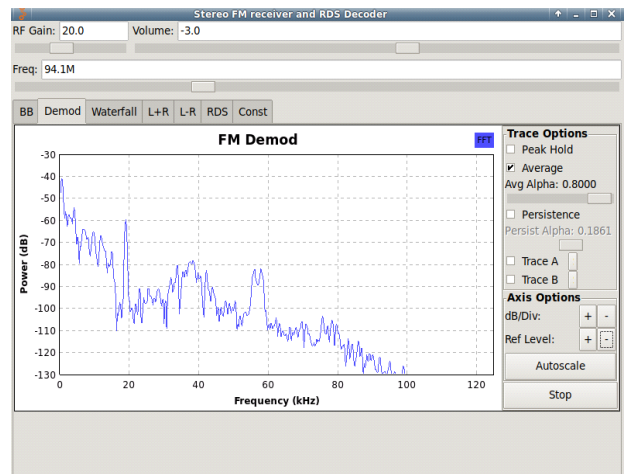 Stereo FM receiver and RDS Decoder
RF Gain: 20.0 Volume: -3.0
Freq: 94.1M
BB Demod Waterfall L+R L-R RDS Const
FM Demod
FFT
-30
-40
-50
-60
-70
-80
-90
-100
-110
-120
-130
Power (dB)
0 20 40 60 80 100 120
Frequency (kHz)
Trace Options
Peak Hold
Average
Avg Alpha: 0.8000
Persistence
Persist Alpha: 0.1861
Trace A
Trace B
Axis Options
dB/Div: + -
Ref Level: + -
Autoscale
Stop